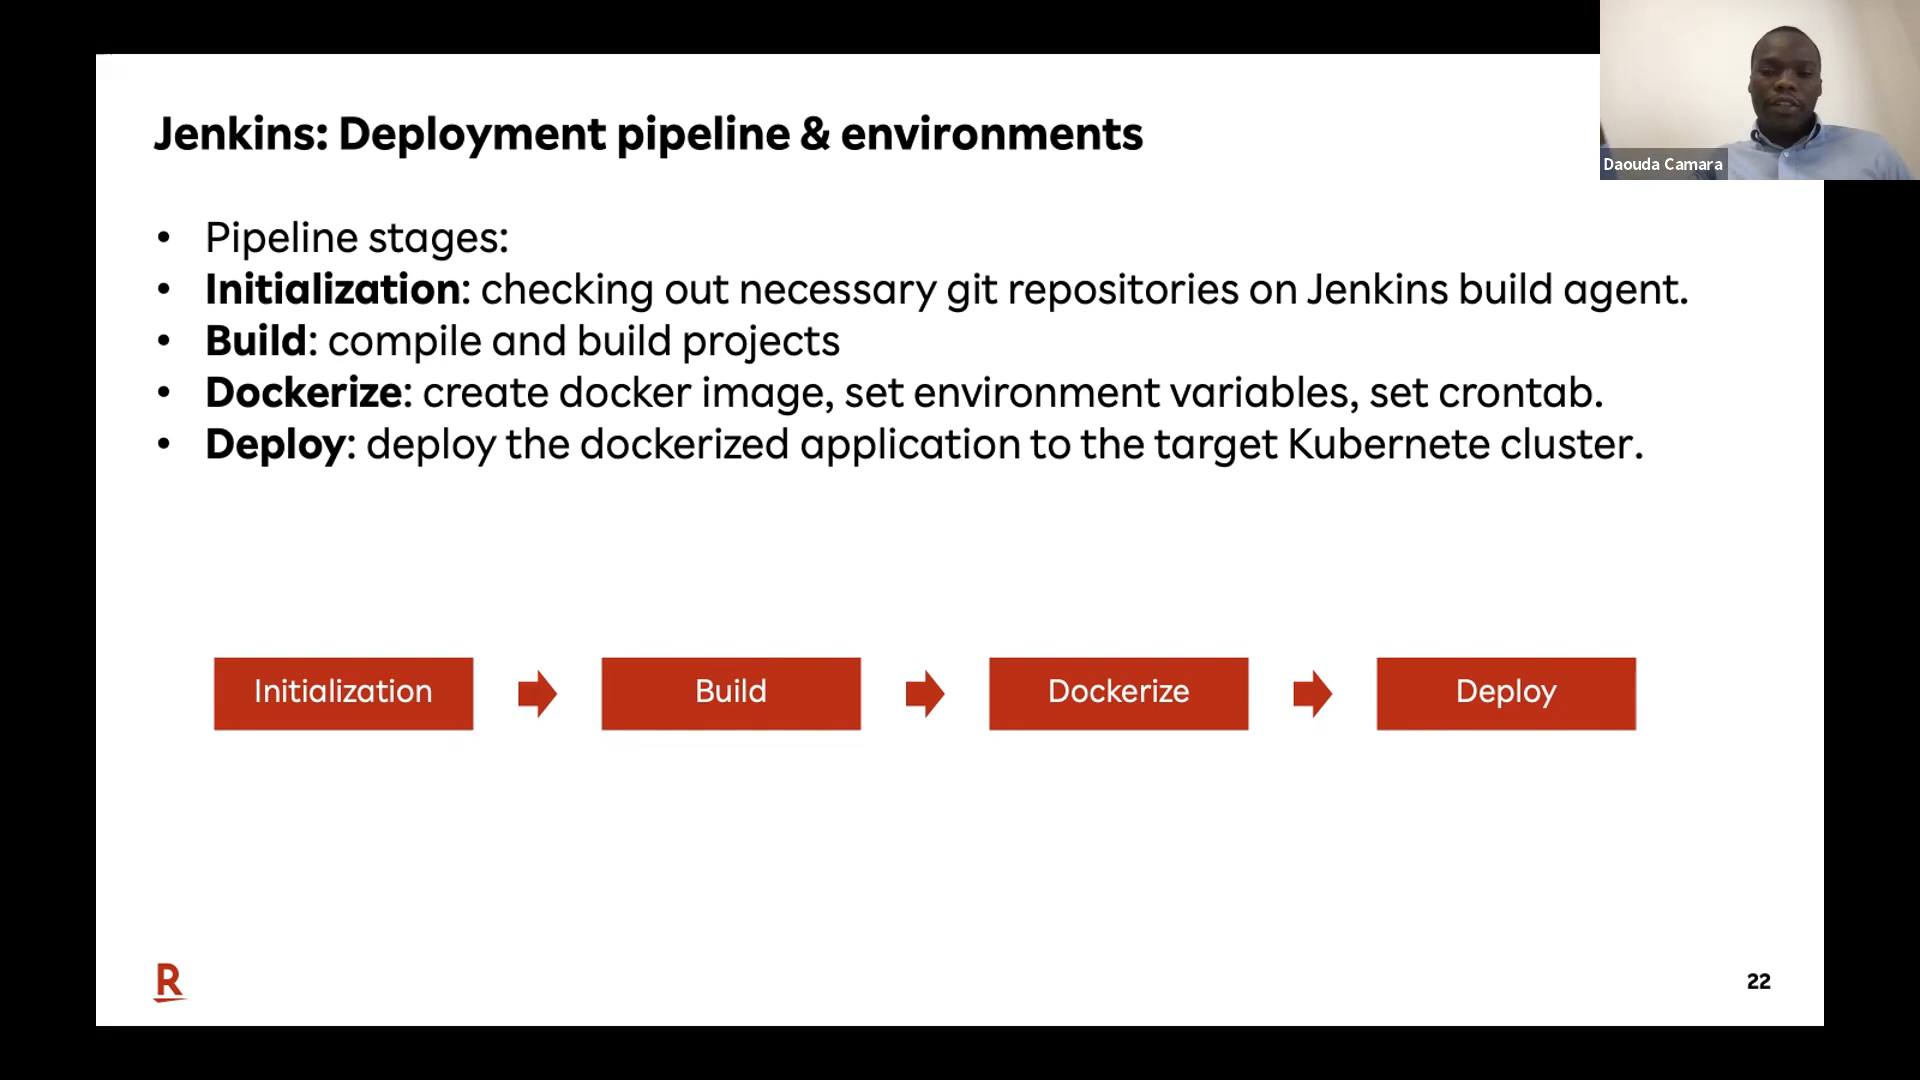 Jenkins: Deployment pipeline & environments
Daouda Camara
• Pipeline stages:
• Initialization: checking out necessary git repositories on Jenkins build agent.
• Build: compile and build projects
• Dockerize: create docker image, set environment variables, set crontab.
• Deploy: deploy the dockerized application to the target Kubernete cluster.
Initialization
Build
Dockerize
Deploy
R
22